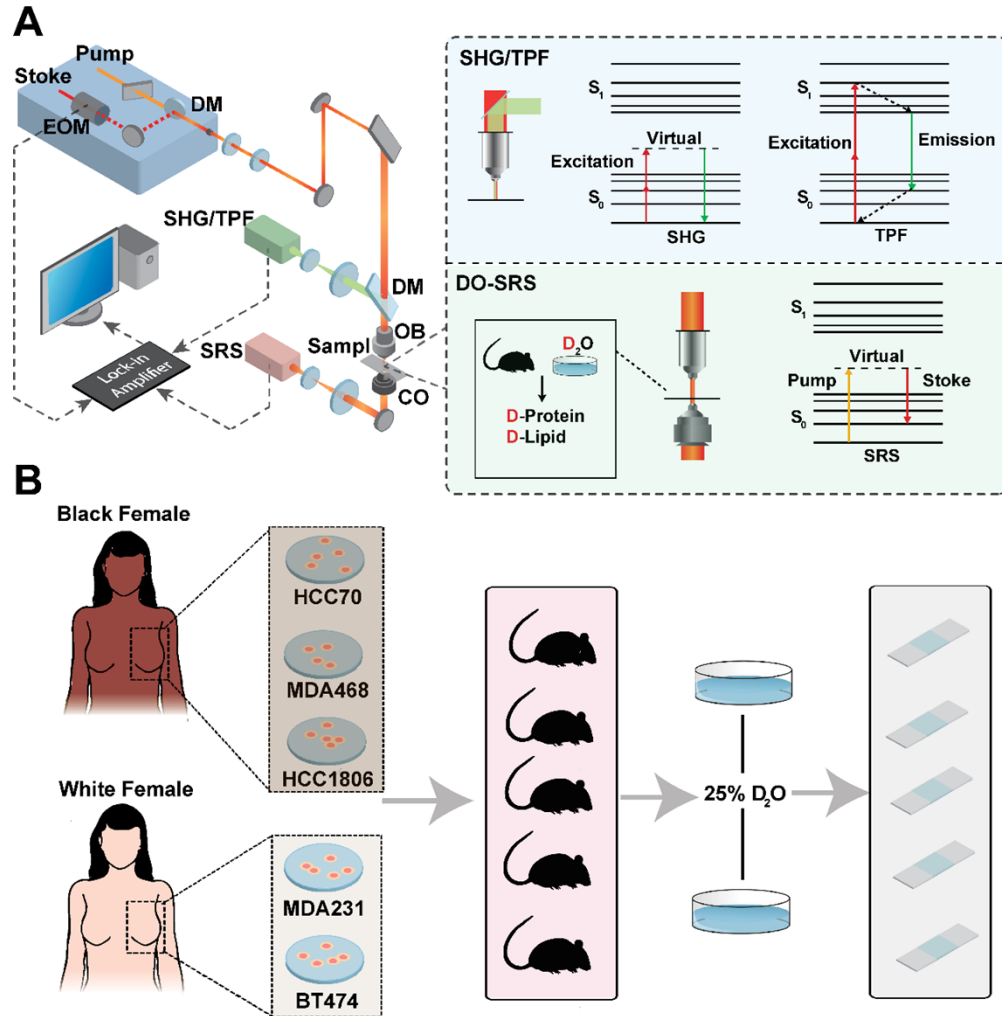 A
Pump
Stoke
EOM
DM
SHG/TPF
DM
OB
Sampl
CO
SRS
Lock-in
Amplifier
SHG/TPF
S₁
Virtual
Excitation
S₀
SHG
S₁
Excitation
Emission
S₀
TPF
DO-SRS
D₂O
D-Protein
D-Lipid
S₁
Virtual
Pump
Stoke
S₀
SRS
B
Black Female
HCC70
MDA468
HCC1806
White Female
MDA231
BT474
25% D₂O